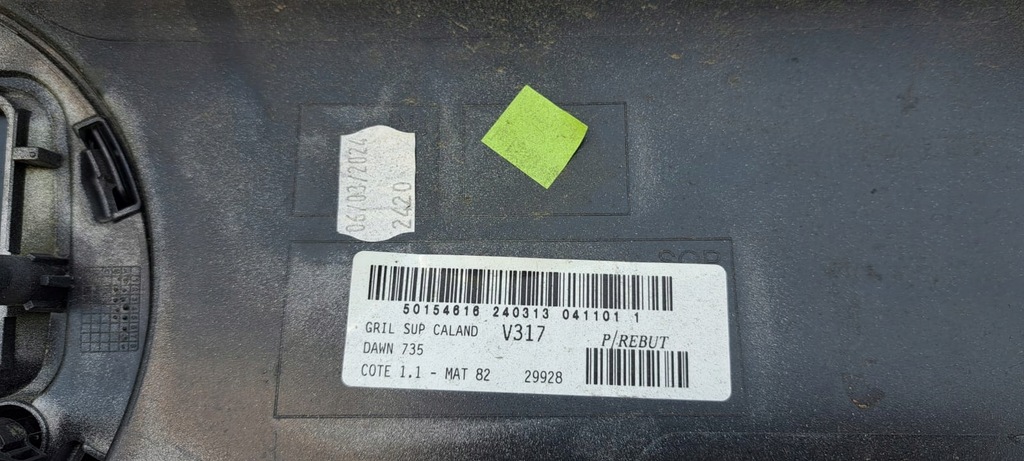 06/03/2024
2420
50154616 240313 041101 1
GRIL SUP CALAND V317
P/REBUT
DAWN 735
COTE 1.1 - MAT 82 29928